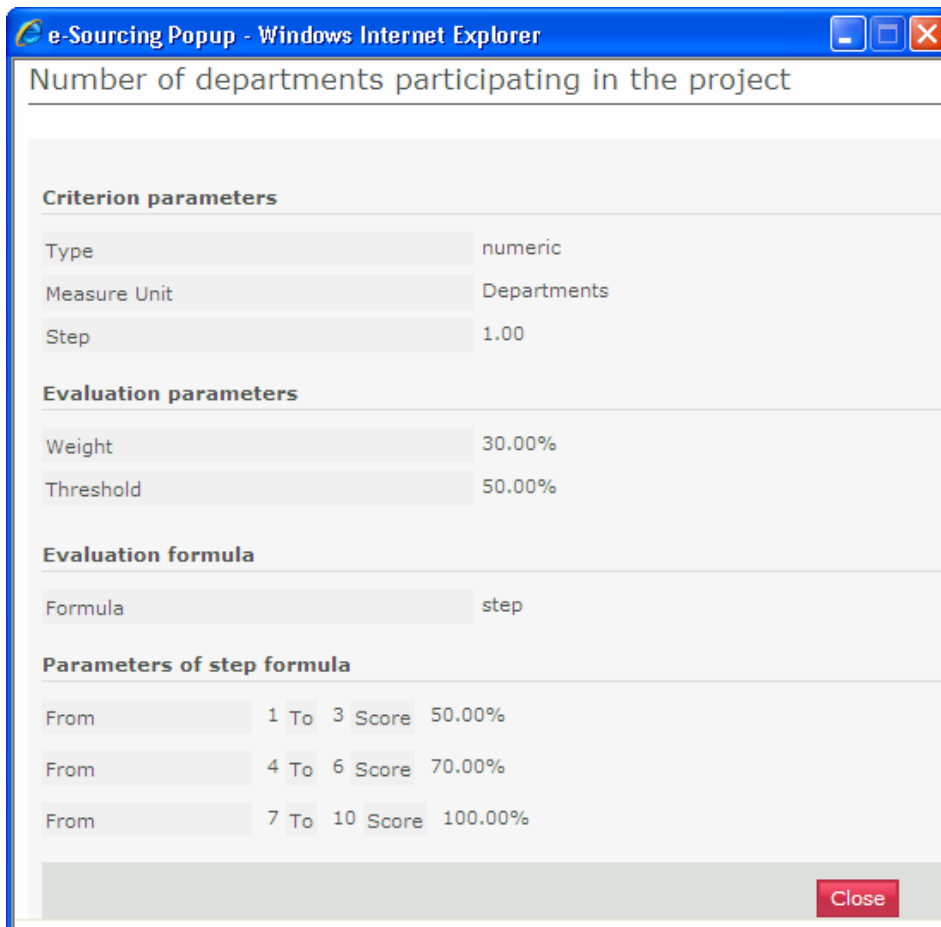 e-Sourcing Popup - Windows Internet Explorer
Number of departments participating in the project
Criterion parameters
Type numeric
Measure Unit Departments
Step 1.00
Evaluation parameters
Weight 30.00%
Threshold 50.00%
Evaluation formula
Formula step
Parameters of step formula
From 1 To 3 Score 50.00%
From 4 To 6 Score 70.00%
From 7 To 10 Score 100.00%
Close